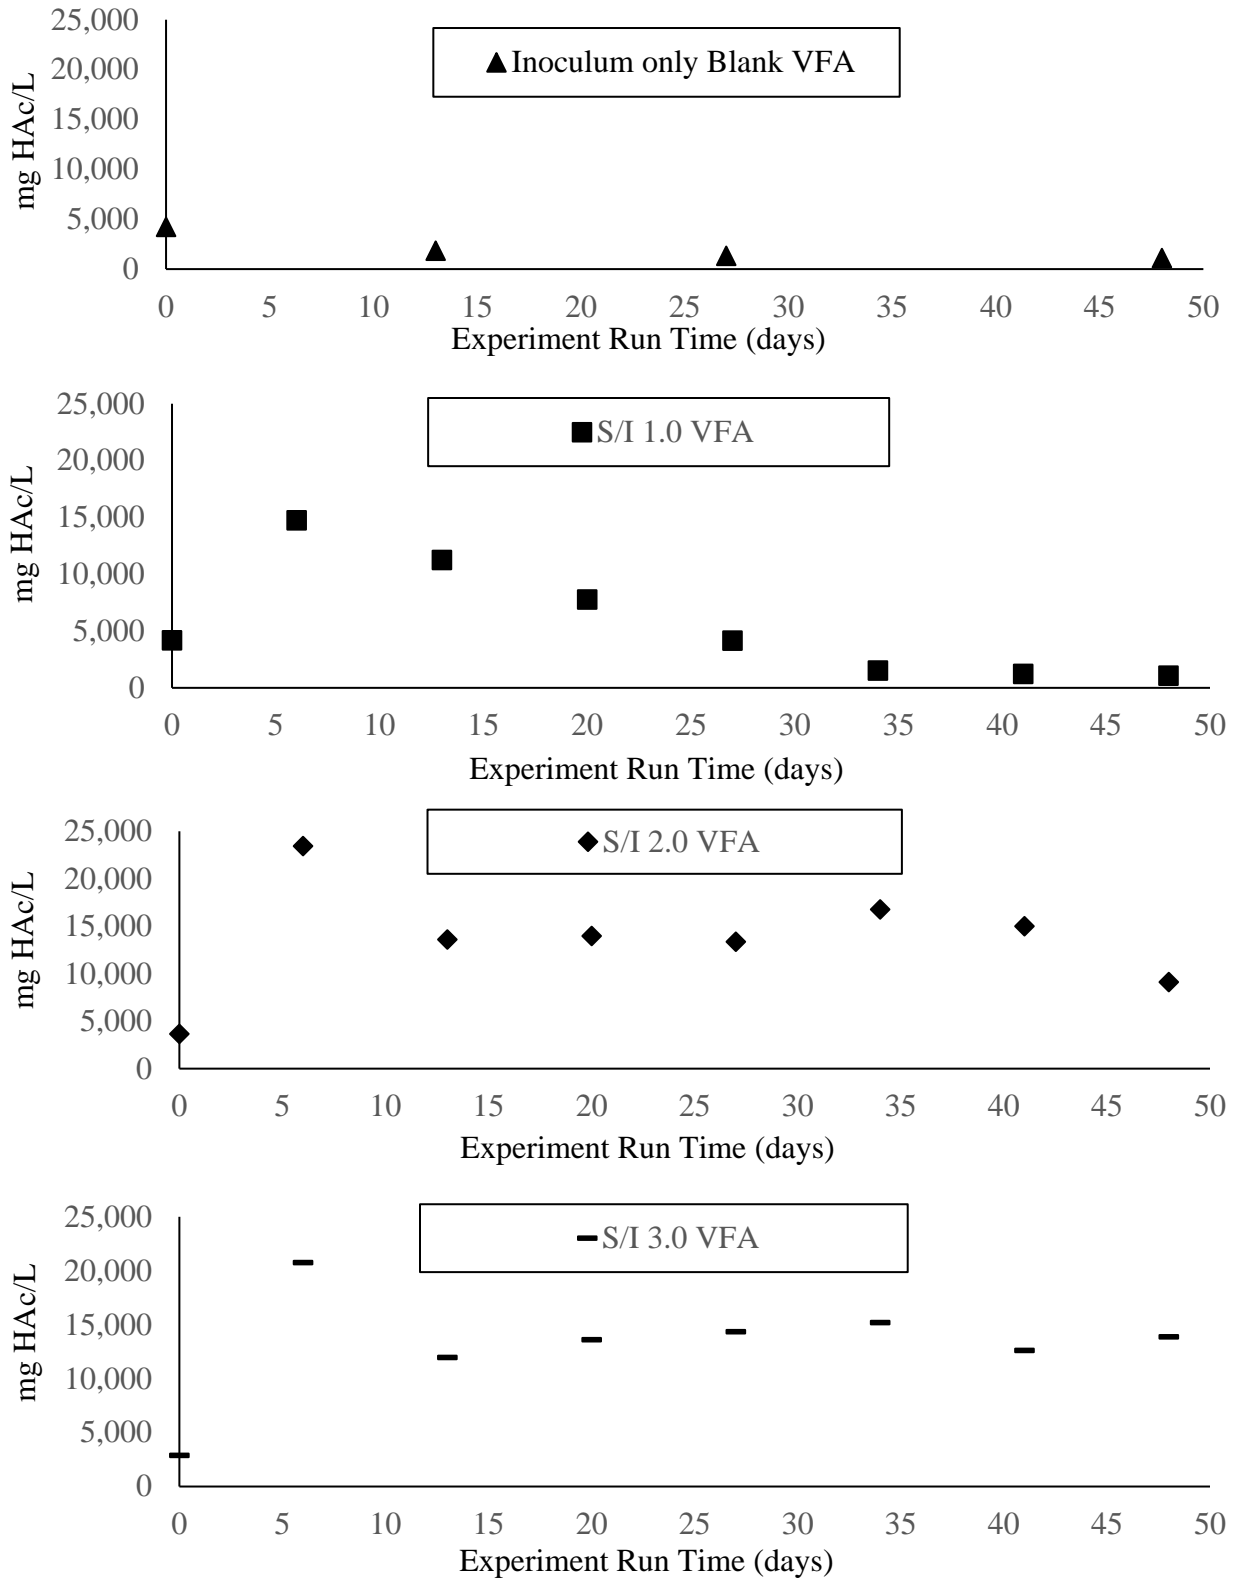 25,000
20,000
15,000
10,000
5,000
0
mg HAc/L
Inoculum only Blank VFA
0 5 10 15 20 25 30 35 40 45 50
Experiment Run Time (days)
25,000
20,000
15,000
10,000
5,000
0
mg HAc/L
S/I 1.0 VFA
0 5 10 15 20 25 30 35 40 45 50
Experiment Run Time (days)
25,000
20,000
15,000
10,000
5,000
0
mg HAc/L
S/I 2.0 VFA
0 5 10 15 20 25 30 35 40 45 50
Experiment Run Time (days)
25,000
20,000
15,000
10,000
5,000
0
mg HAc/L
S/I 3.0 VFA
0 5 10 15 20 25 30 35 40 45 50
Experiment Run Time (days)